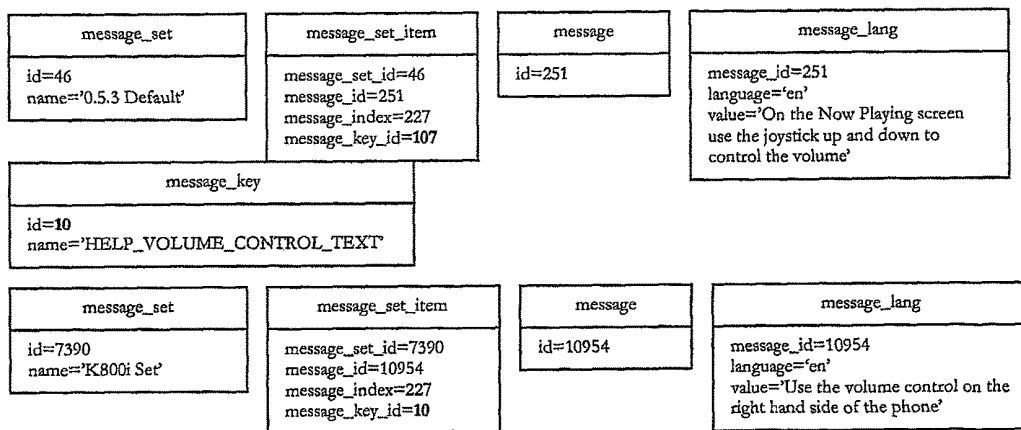 message_set
id=46
name='0.5.3 Default'
message_set_item
message_set_id=46
message_id=251
message_index=227
message_key_id=107
message
id=251
message_lang
message_id=251
language='en'
value='On the Now Playing screen
use the joystick up and down to
control the volume'
message_key
id=10
name='HELP_VOLUME_CONTROL_TEXT'
message_set
id=7390
name='K800i Set'
message_set_item
message_set_id=7390
message_id=10954
message_index=227
message_key_id=10
message
id=10954
message_lang
message_id=10954
language='en'
value='Use the volume control on the
right hand side of the phone'